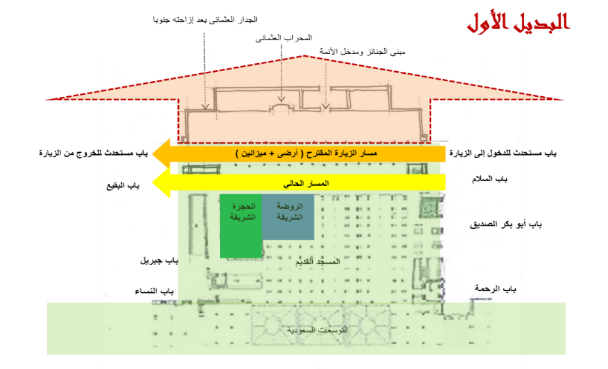 البديل الأول
الجدار العثماني بعد إزاحته جنوبا
المحراب العثماني
مبنى الجنائز ومدخل الأئمة
باب مستحدث للدخول إلى الزيارة
مسار الزيارة المقترح ( أرضى + ميزانين )
باب مستحدث للخروج من الزيارة
باب السلام
المسار الحالي
باب البقيع
الروضة
الشريفة
الحجرة
الشريفة
باب أبو بكر الصديق
المسجد القديم
باب جبريل
باب الرحمة
باب النساء
التوسعت السعودية